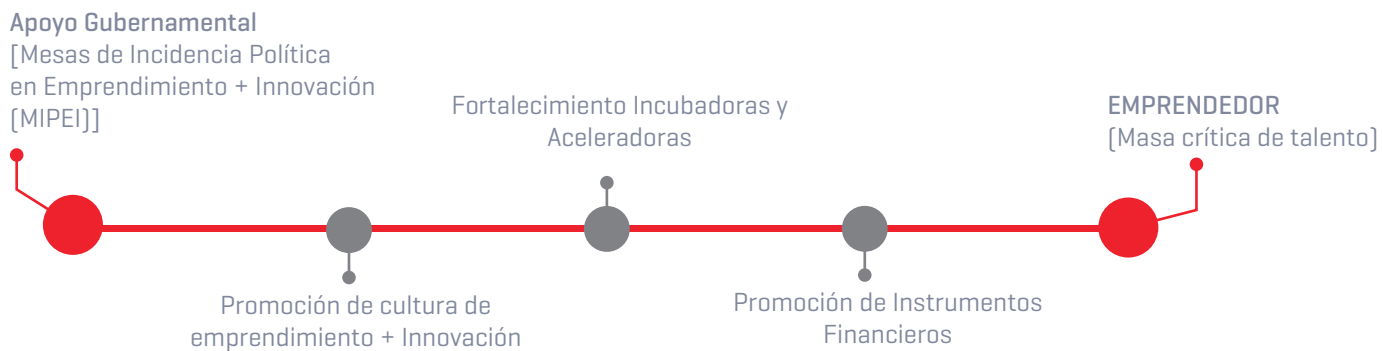 Apoyo Gubernamental
[Mesas de Incidencia Política
en Emprendimiento + Innovación
(MIPEI)]
Fortalecimiento Incubadoras y
Aceleradoras
EMPRENDEDOR
(Masa crítica de talento)
Promoción de cultura de
emprendimiento + Innovación
Promoción de Instrumentos
Financieros